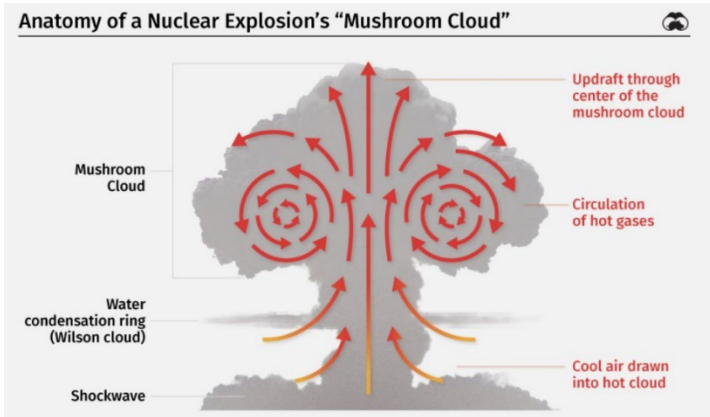 Anatomy of a Nuclear Explosion’s “Mushroom Cloud”
Updraft through
center of the
mushroom cloud
Mushroom
Cloud
Circulation
of hot gases
Water
condensation ring
(Wilson cloud)
Cool air drawn
into hot cloud
Shockwave